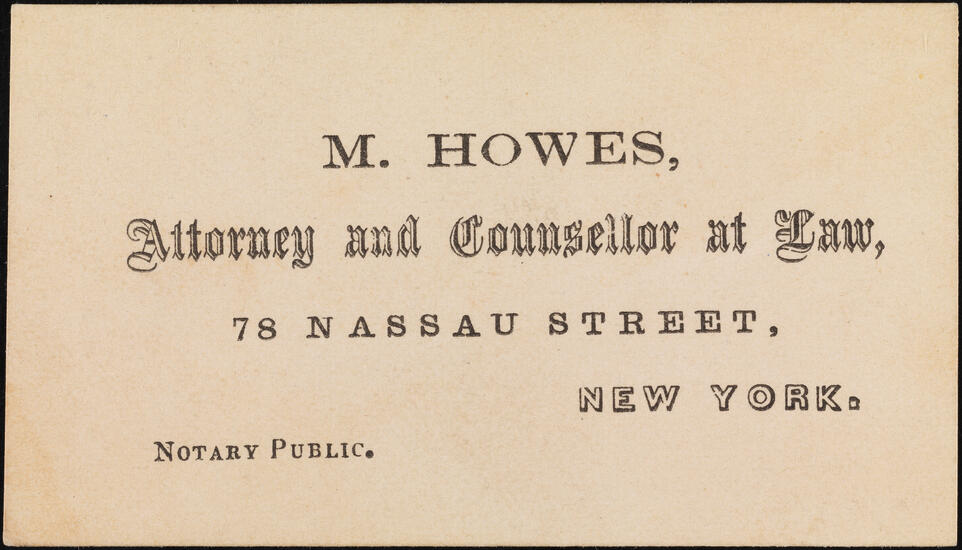 M. HOWES,
Attorney and Counsellor at Law,
78 NASSAU STREET,
NEW YORK.
NOTARY PUBLIC.